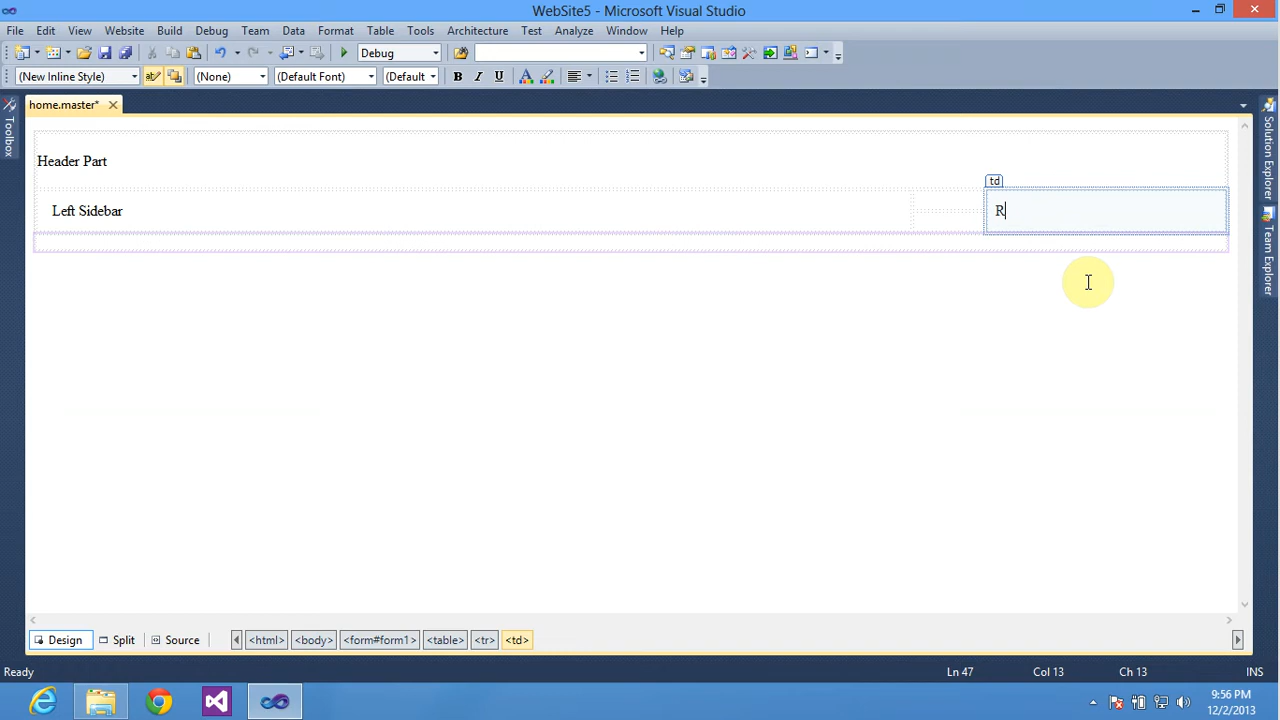 WebSite5 - Microsoft Visual Studio
File Edit View Website Build Debug Team Data Format Table Tools Architecture Test Analyze Window Help
Debug
(New Inline Style) ab (None) (Default Font) (Default B I U A
home.master*
Toolbox
Header Part
td
Left Sidebar R
Solution Explorer
Team Explorer
Design Split Source <html> <body> <form#form1> <table> <tr> <td>
Ready Ln 47 Col 13 Ch 13 INS
9:56 PM
12/2/2013